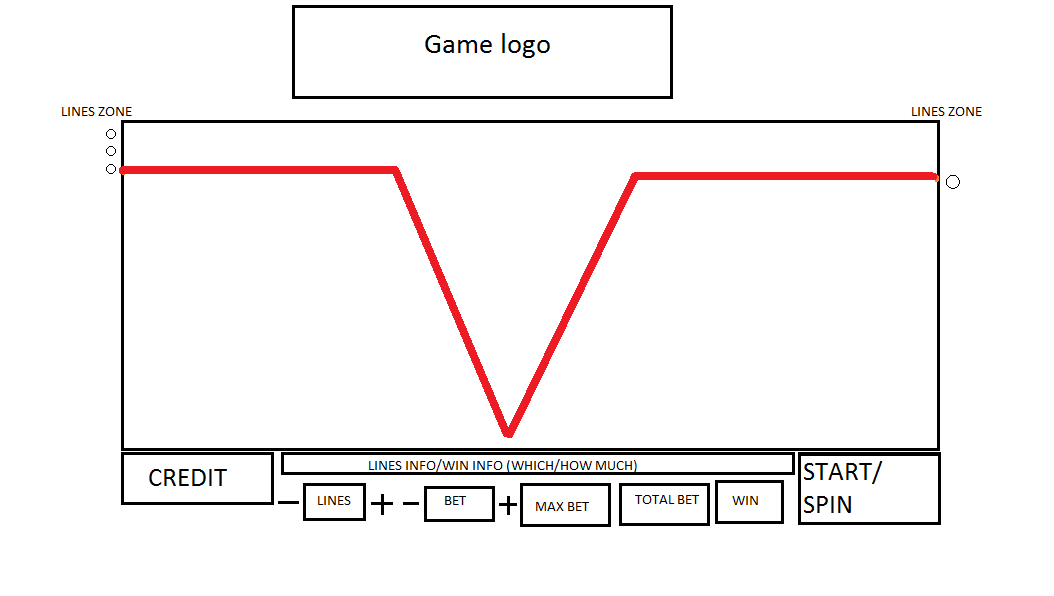 Game logo
LINES ZONE
LINES ZONE
CREDIT
LINES INFO/WIN INFO (WHICH/HOW MUCH)
START/
SPIN
− LINES + − BET + MAX BET TOTAL BET WIN